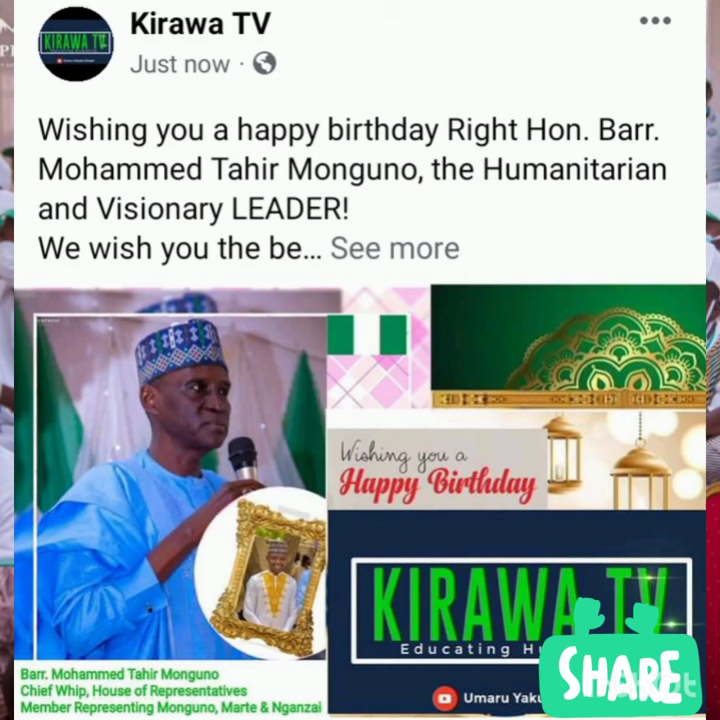 KIRAWA TV
Kirawa TV
Just now ·
Wishing you a happy birthday Right Hon. Barr.
Mohammed Tahir Monguno, the Humanitarian
and Visionary LEADER!
We wish you the be... See more
Wishing you a
Happy Birthday
KIRAWA TV
Educating
SHARE
Umaru
Barr. Mohammed Tahir Monguno
Chief Whip, House of Representatives
Member Representing Monguno, Marte & Nganzai